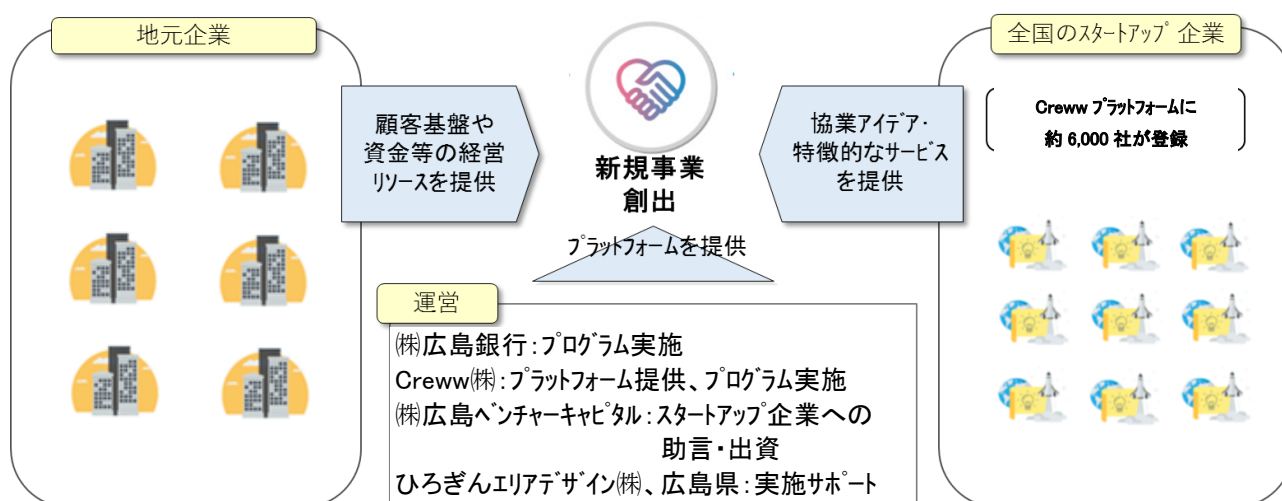 地元企業
全国のｽﾀｰﾄｱｯﾌﾟ企業
顧客基盤や
資金等の経営
ﾘｿｰｽを提供
新規事業
創出
協業アイデア・
特徴的なｻｰﾋﾞｽ
を提供
Creww プラットフォームに
約 6,000 社が登録
ﾌﾟﾗｯﾄﾌｫｰﾑを提供
運営
㈱広島銀行：ﾌﾟﾛｸﾞﾗﾑ実施
Creww㈱：ﾌﾟﾗｯﾄﾌｫｰﾑ提供、ﾌﾟﾛｸﾞﾗﾑ実施
㈱広島ﾍﾞﾝﾁｬｰｷｬﾋﾟﾀﾙ：ｽﾀｰﾄｱｯﾌﾟ企業への
助言・出資
ひろぎんｴﾘｱﾃﾞｻﾞｲﾝ㈱、広島県：実施ｻﾎﾟｰﾄ